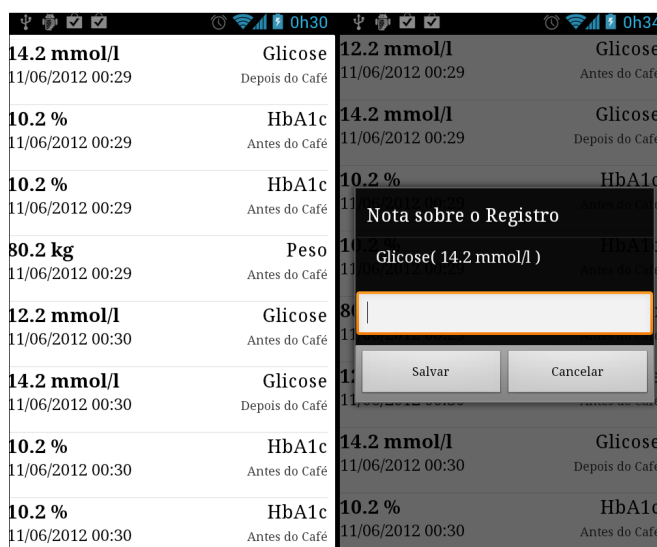 0h30
14.2 mmol/l Glicose
11/06/2012 00:29 Depois do Café
10.2 % HbA1c
11/06/2012 00:29 Antes do Café
10.2 % HbA1c
11/06/2012 00:29 Antes do Café
80.2 kg Peso
11/06/2012 00:29 Antes do Café
12.2 mmol/l Glicose
11/06/2012 00:30 Antes do Café
14.2 mmol/l Glicose
11/06/2012 00:30 Depois do Café
10.2 % HbA1c
11/06/2012 00:30 Antes do Café
10.2 % HbA1c
11/06/2012 00:30 Antes do Café
0h34
12.2 mmol/l Glicose
11/06/2012 00:29 Antes do Café
14.2 mmol/l Glicose
11/06/2012 00:29 Depois do Café
10.2 % HbA1c
Nota sobre o Registro
Glicose( 14.2 mmol/l )
Salvar Cancelar
14.2 mmol/l Glicose
11/06/2012 00:30 Depois do Café
10.2 % HbA1c
11/06/2012 00:30 Antes do Café